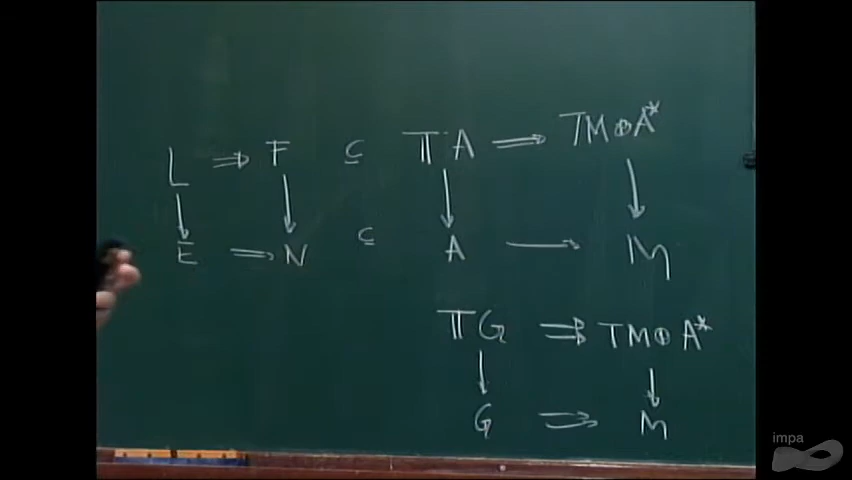 L ⇒ F ⊆ 𝕋A ⇒ TM⊕A*
↓ ↓ ↓ ↓
E ⇒ N ⊆ A → M
𝕋G ⇉ TM⊕A*
↓ ↓
G ⇉ M
impa